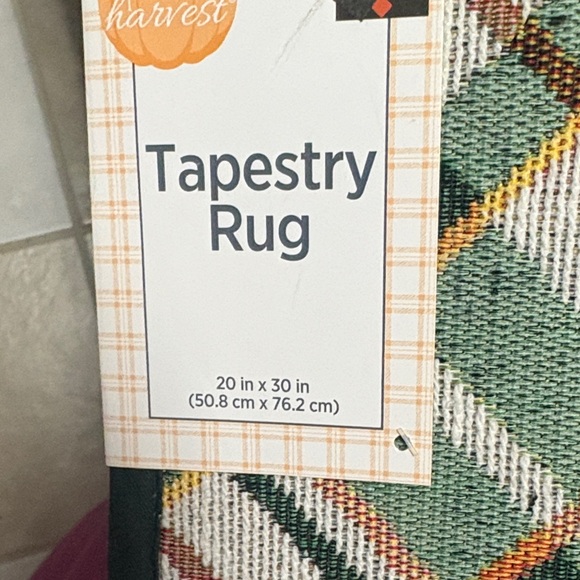 harvest
Tapestry
Rug
20 in x 30 in
(50.8 cm x 76.2 cm)